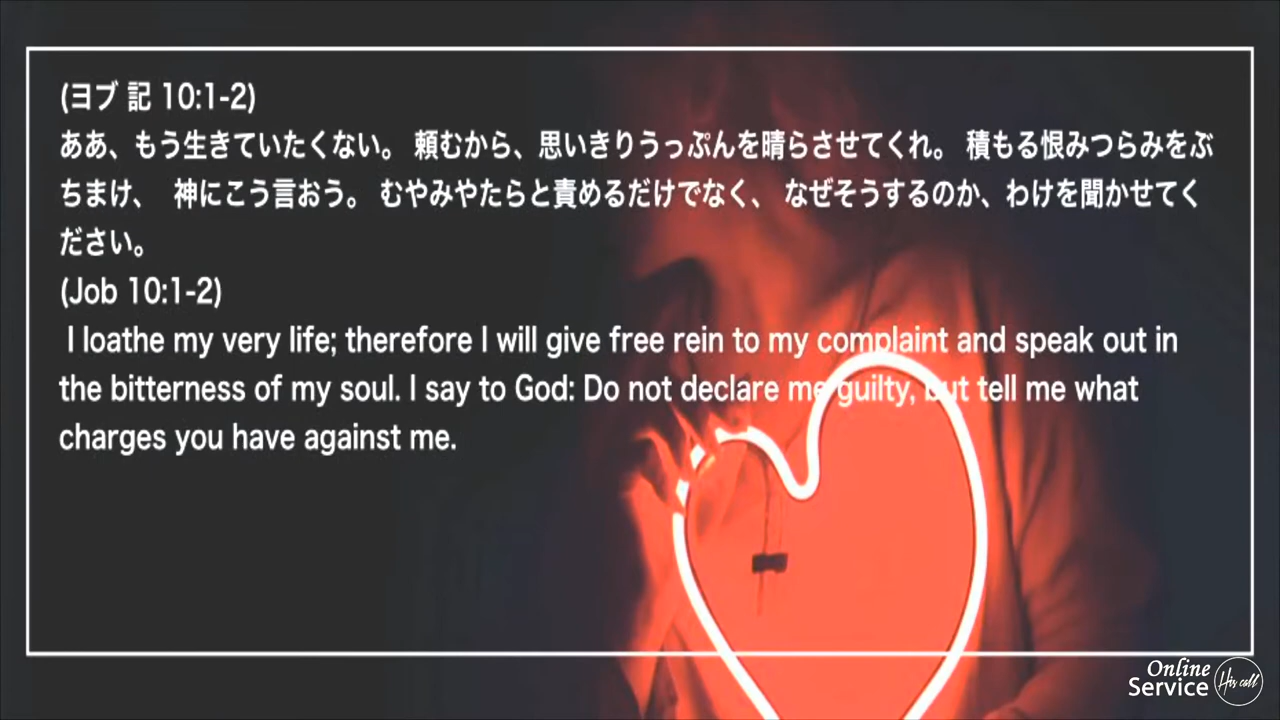 (ヨブ 記 10:1-2)
ああ、もう生きていたくない。 頼むから、思いきりうっぷんを晴らさせてくれ。 積もる恨みつらみをぶ
ちまけ、 神にこう言おう。 むやみやたらと責めるだけでなく、 なぜそうするのか、わけを聞かせてく
ださい。
(Job 10:1-2)
I loathe my very life; therefore I will give free rein to my complaint and speak out in
the bitterness of my soul. I say to God: Do not declare me guilty, but tell me what
charges you have against me.
Online
Service
His call